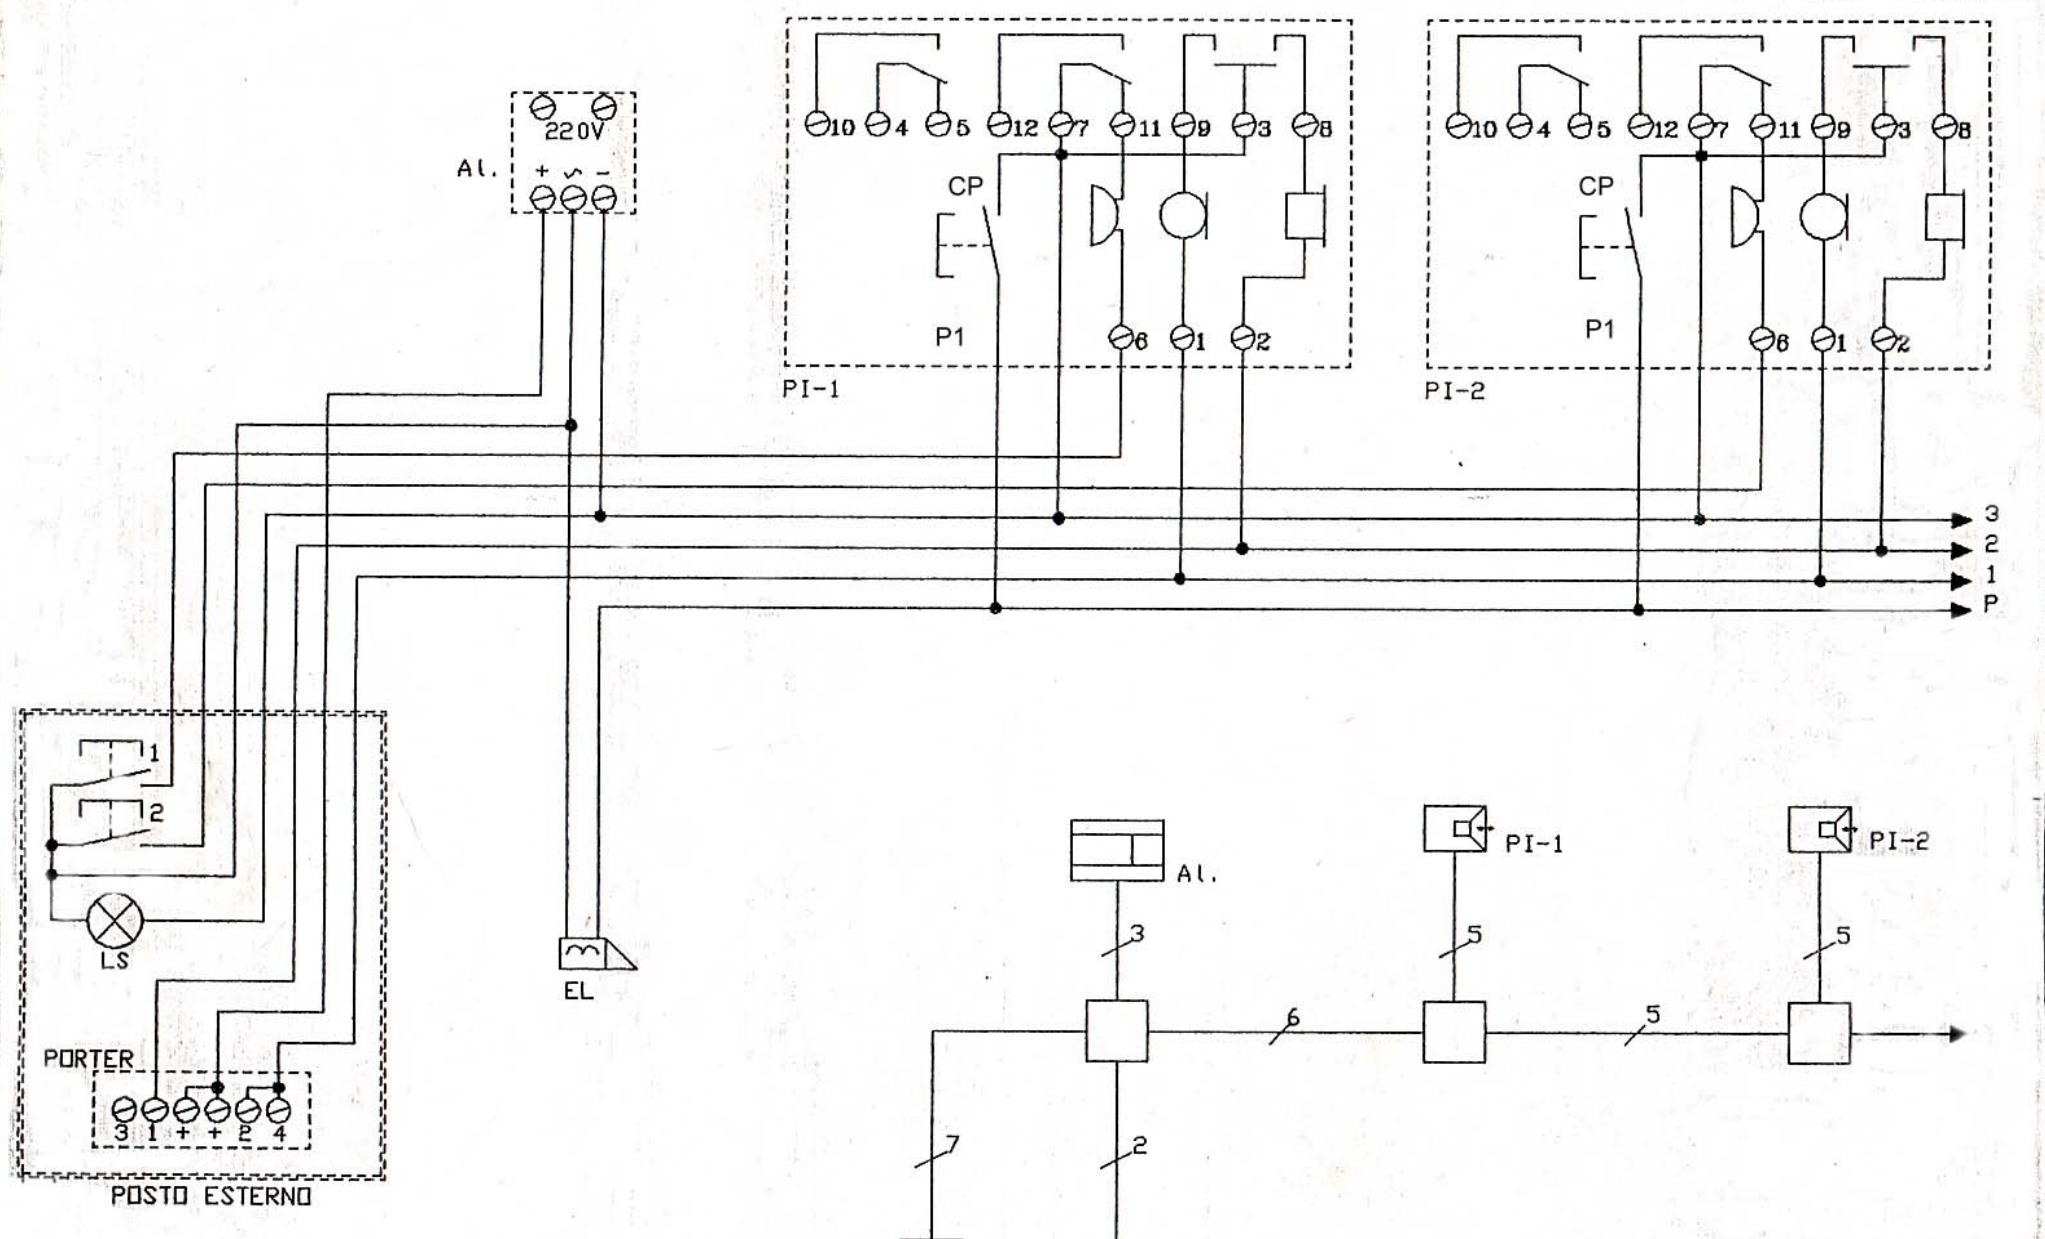 220V
Al. + ~ -
10 4 5 12 7 11 9 3 8
CP
P1
6 1 2
PI-1
10 4 5 12 7 11 9 3 8
CP
P1
6 1 2
PI-2
3
2
1
P
1
2
LS
PORTER
3 1 + + 2 4
POSTO ESTERNO
EL
Al.
3
PI-1
5
PI-2
5
6
5
7
2